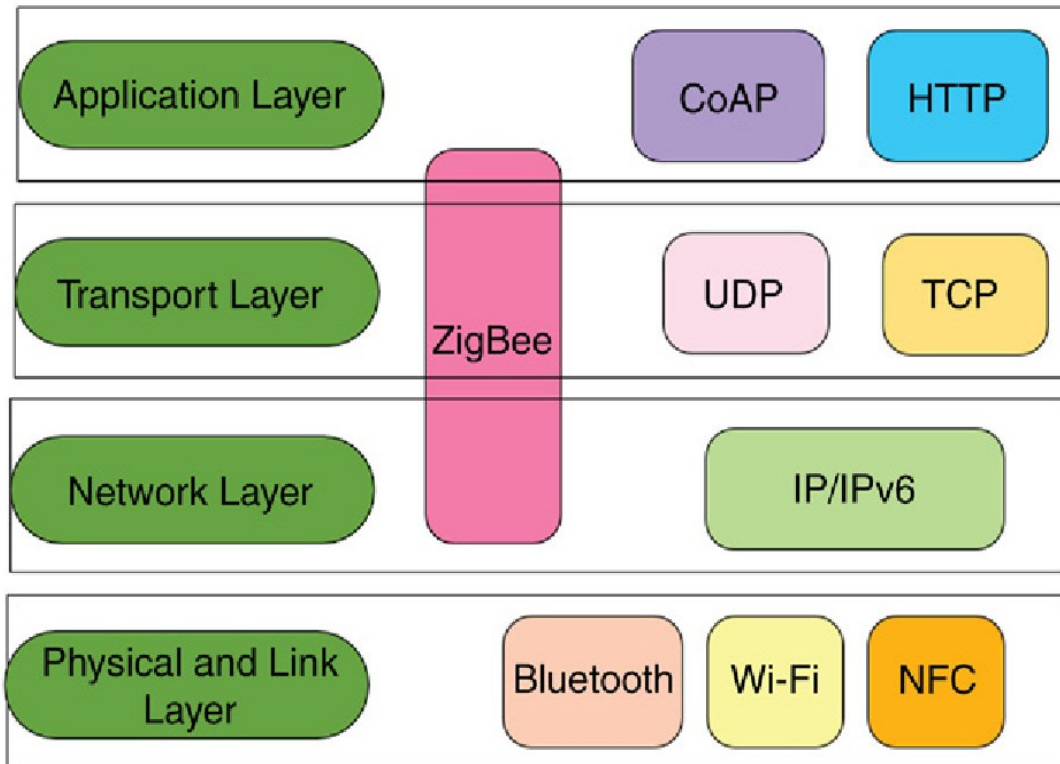 Application Layer
CoAP
HTTP
Transport Layer
ZigBee
UDP
TCP
Network Layer
IP/IPv6
Physical and Link
Layer
Bluetooth
Wi-Fi
NFC